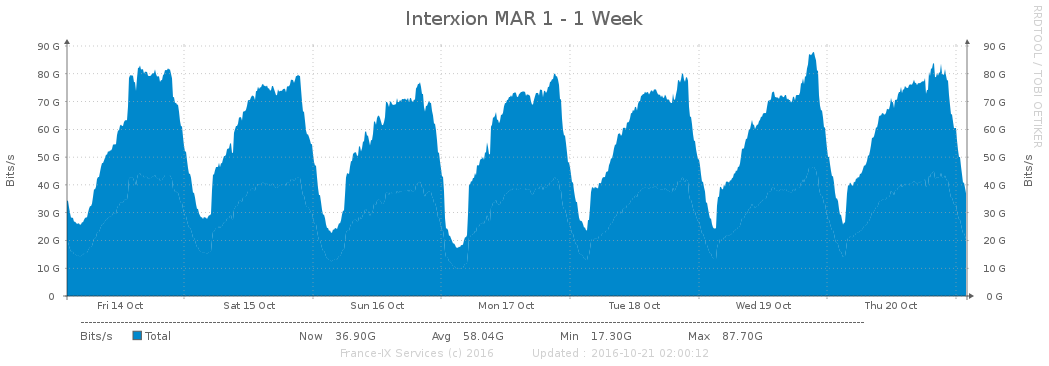 Interxion MAR 1 - 1 Week
RRDTOOL / TOBI OETIKER
Bits/s
90 G 90 G
80 G 80 G
70 G 70 G
60 G 60 G
50 G 50 G
40 G 40 G
30 G 30 G
20 G 20 G
10 G 10 G
0 0 G
Bits/s
Fri 14 Oct Sat 15 Oct Sun 16 Oct Mon 17 Oct Tue 18 Oct Wed 19 Oct Thu 20 Oct
Bits/s Total Now 36.90G Avg 58.04G Min 17.30G Max 87.70G
France-IX Services (c) 2016 Updated : 2016-10-21 02:00:12